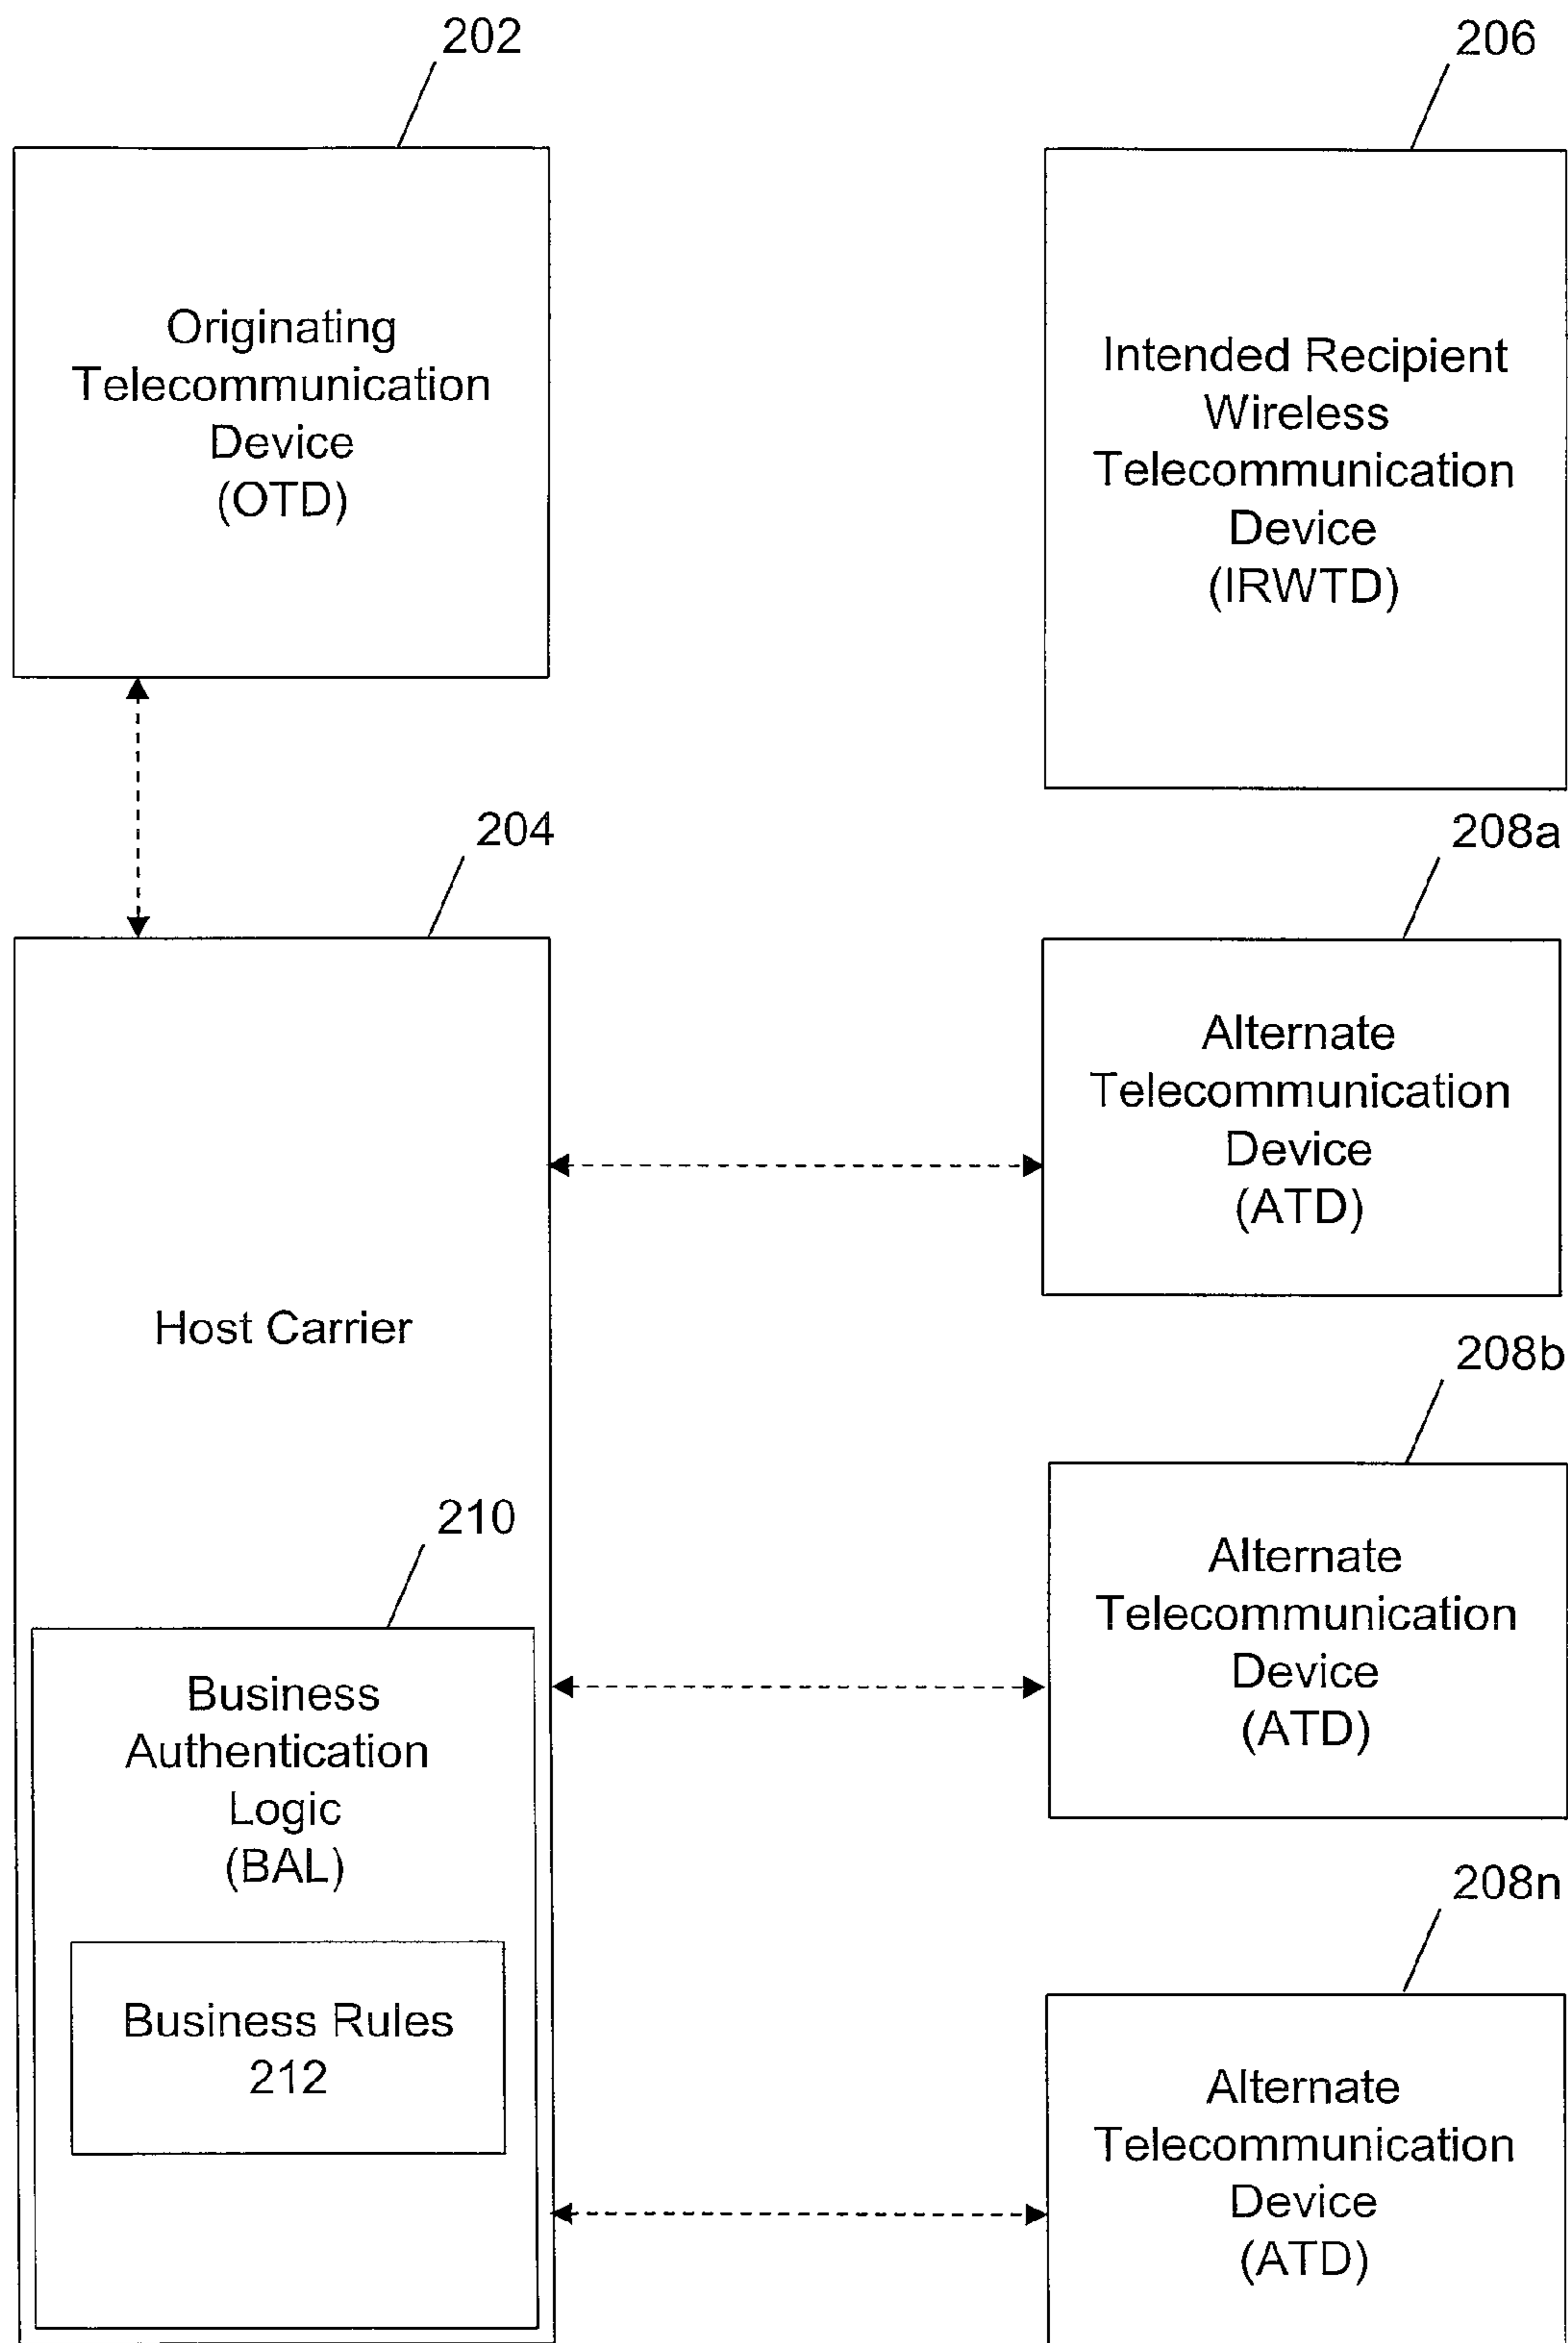 202
Originating
Telecommunication
Device
(OTD)
206
Intended Recipient
Wireless
Telecommunication
Device
(IRWTD)
204
Host Carrier
210
Business
Authentication
Logic
(BAL)
Business Rules
212
208a
Alternate
Telecommunication
Device
(ATD)
208b
Alternate
Telecommunication
Device
(ATD)
208n
Alternate
Telecommunication
Device
(ATD)